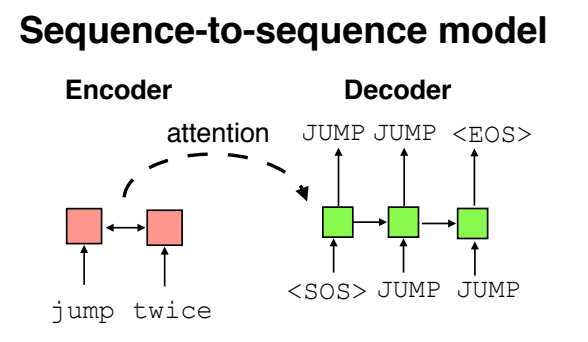 Sequence-to-sequence model
Encoder
Decoder
attention
JUMP JUMP <EOS>
<SOS> JUMP JUMP
jump twice